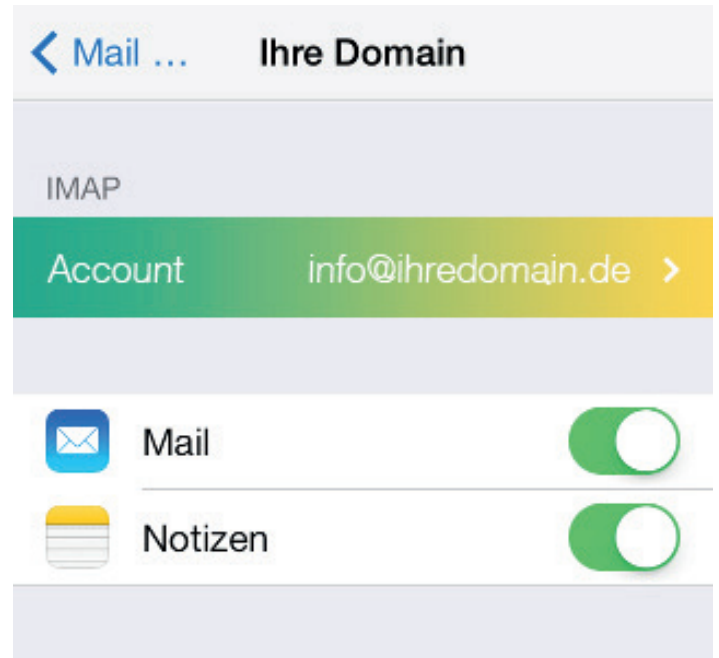 Mail ... Ihre Domain
IMAP
Account info@ihredomain.de
Mail
Notizen